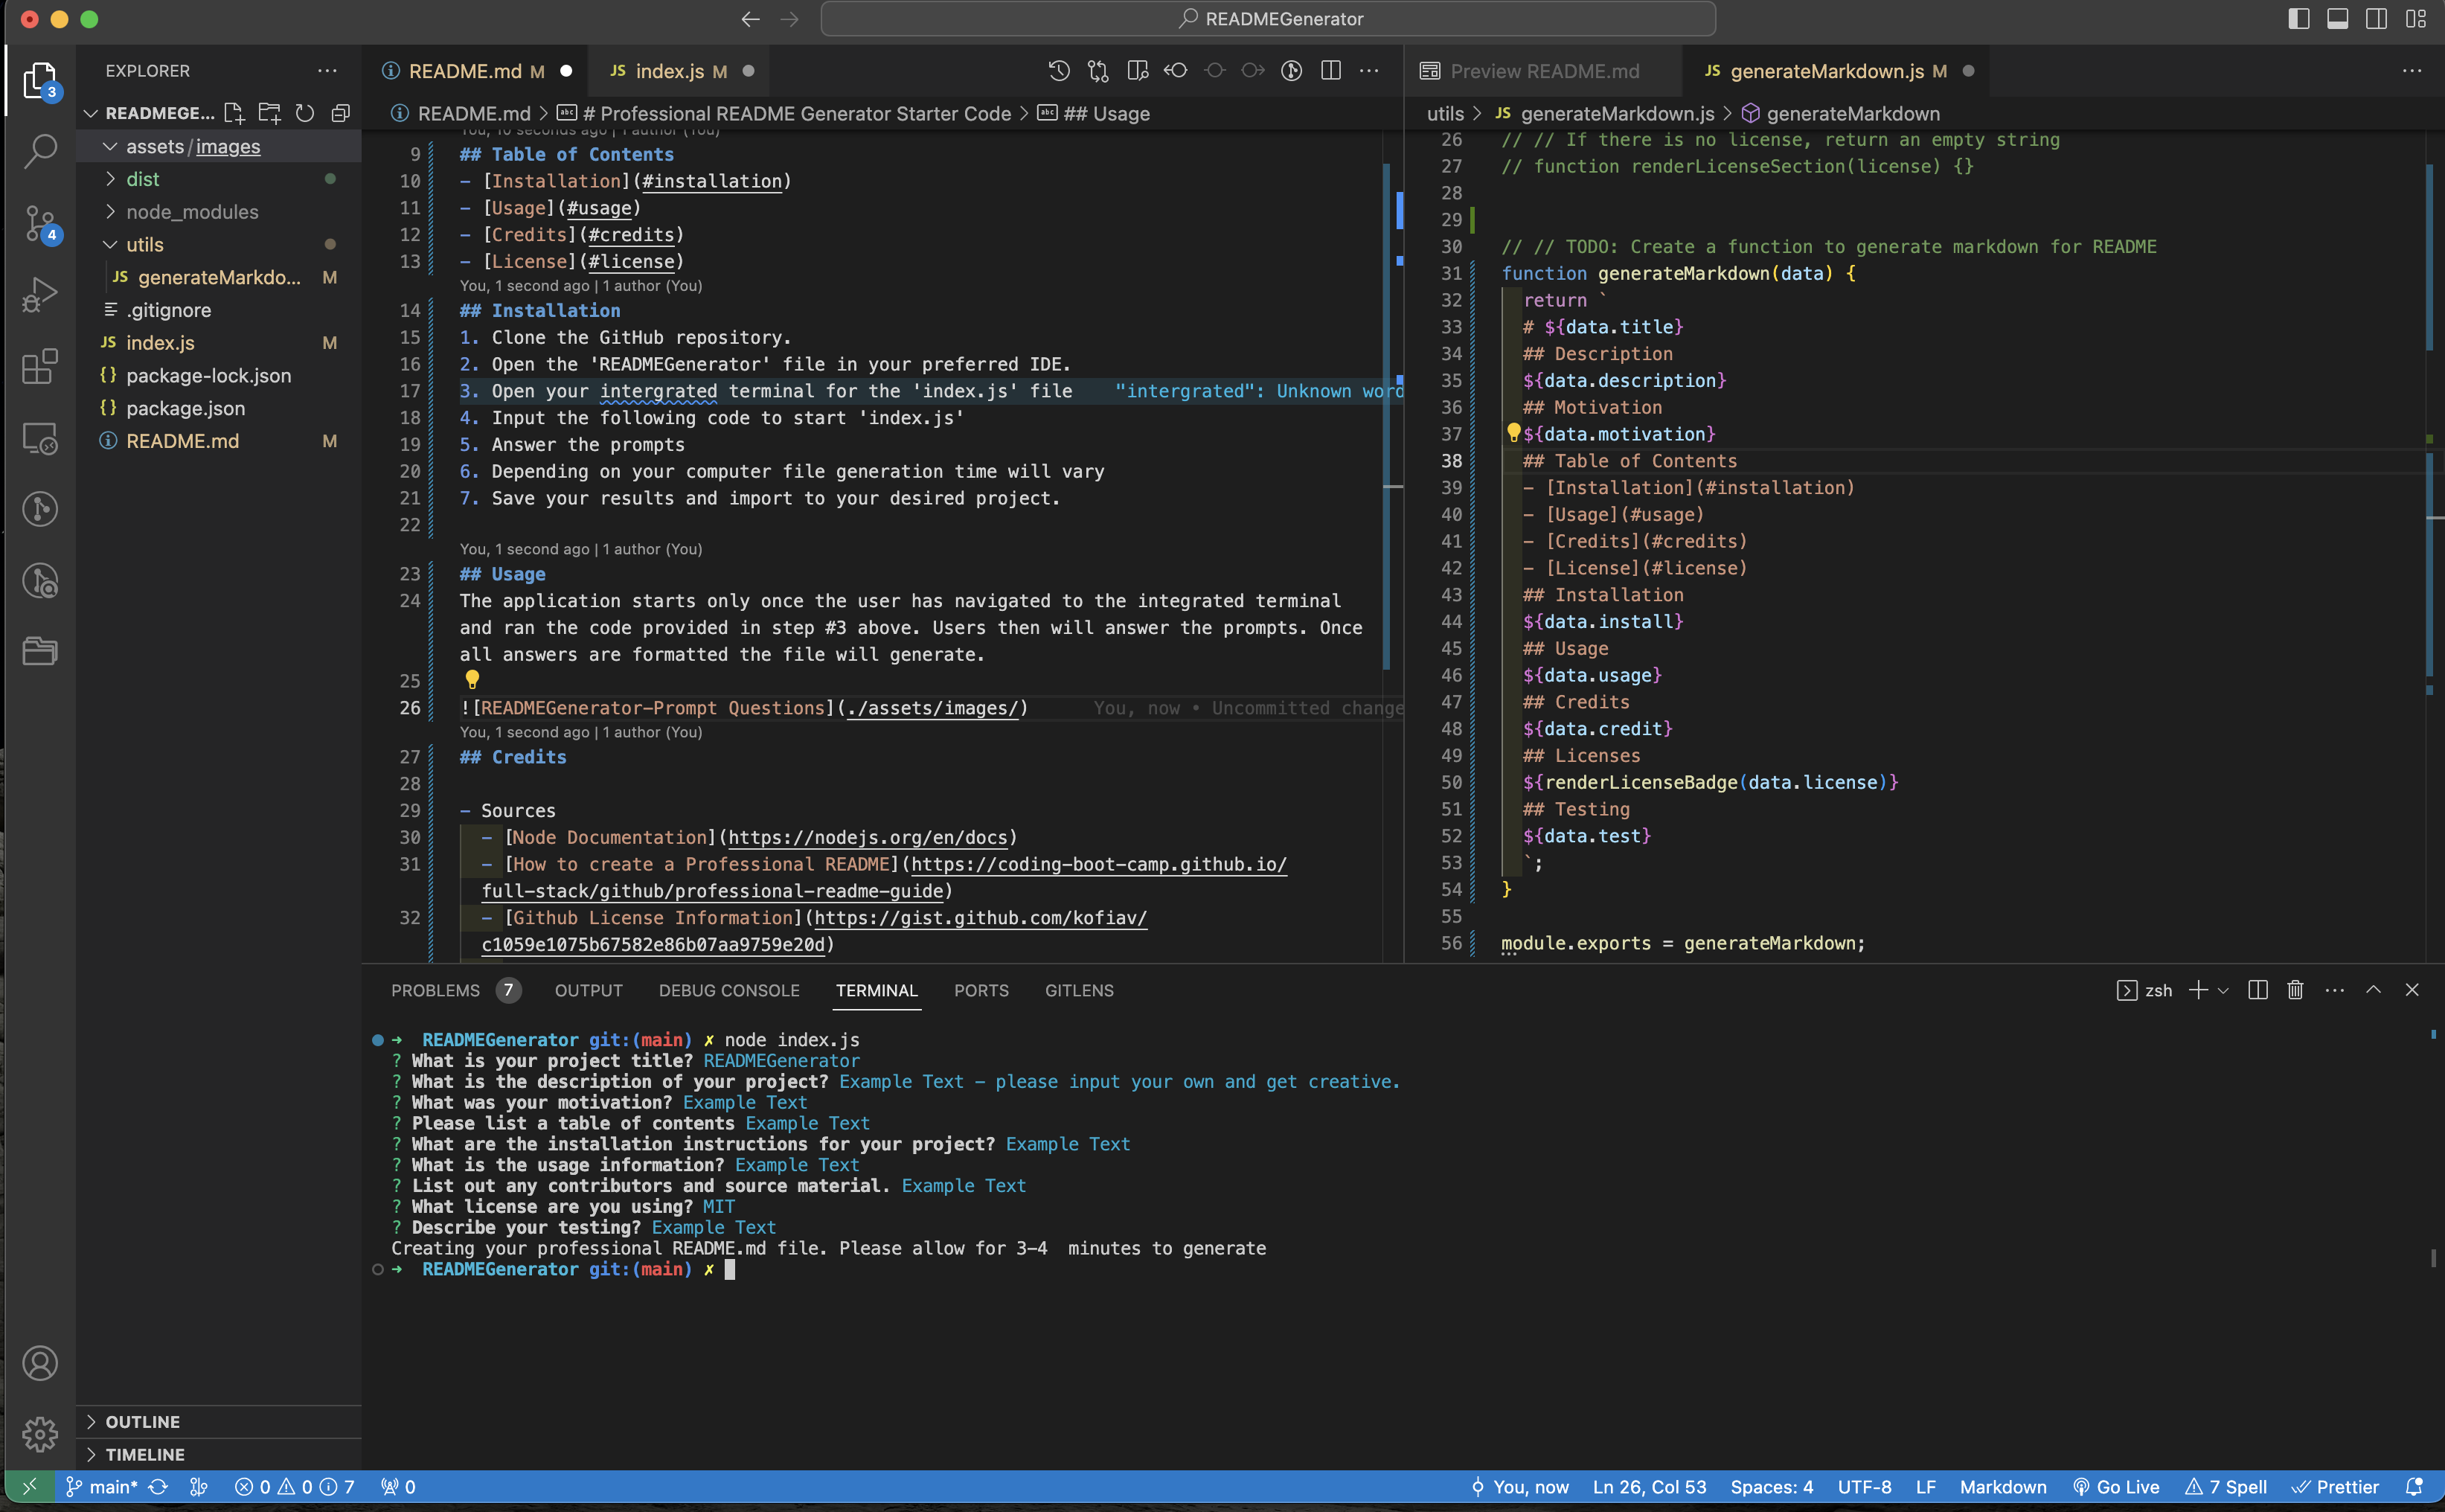 READMEGenerator
EXPLORER
READMEGE...
assets/images
dist
node_modules
utils
JS generateMarkdo... M
.gitignore
JS index.js M
{} package-lock.json
{} package.json
README.md M
OUTLINE
TIMELINE
3
4
README.md M
JS index.js M
README.md > # Professional README Generator Starter Code > ## Usage
You, 10 seconds ago | 1 author (You)
9 ## Table of Contents
10 - [Installation](#installation)
11 - [Usage](#usage)
12 - [Credits](#credits)
13 - [License](#license)
You, 1 second ago | 1 author (You)
14 ## Installation
15 1. Clone the GitHub repository.
16 2. Open the 'READMEGenerator' file in your preferred IDE.
17 3. Open your intergrated terminal for the 'index.js' file "intergrated": Unknown word
18 4. Input the following code to start 'index.js'
19 5. Answer the prompts
20 6. Depending on your computer file generation time will vary
21 7. Save your results and import to your desired project.
22
You, 1 second ago | 1 author (You)
23 ## Usage
24 The application starts only once the user has navigated to the integrated terminal
and ran the code provided in step #3 above. Users then will answer the prompts. Once
all answers are formatted the file will generate.
25
26 ![READMEGenerator-Prompt Questions](./assets/images/) You, now • Uncommitted change
You, 1 second ago | 1 author (You)
27 ## Credits
28
29 - Sources
30 - [Node Documentation](https://nodejs.org/en/docs)
31 - [How to create a Professional README](https://coding-boot-camp.github.io/
full-stack/github/professional-readme-guide)
32 - [Github License Information](https://gist.github.com/kofiav/
c1059e1075b67582e86b07aa9759e20d)
Preview README.md
JS generateMarkdown.js M
utils > JS generateMarkdown.js > generateMarkdown
26 // // If there is no license, return an empty string
27 // function renderLicenseSection(license) {}
28
29
30 // // TODO: Create a function to generate markdown for README
31 function generateMarkdown(data) {
32 return `
33 # ${data.title}
34 ## Description
35 ${data.description}
36 ## Motivation
37 ${data.motivation}
38 ## Table of Contents
39 - [Installation](#installation)
40 - [Usage](#usage)
41 - [Credits](#credits)
42 - [License](#license)
43 ## Installation
44 ${data.install}
45 ## Usage
46 ${data.usage}
47 ## Credits
48 ${data.credit}
49 ## Licenses
50 ${renderLicenseBadge(data.license)}
51 ## Testing
52 ${data.test}
53 `;
54 }
55
56 module.exports = generateMarkdown;
PROBLEMS 7 OUTPUT DEBUG CONSOLE TERMINAL PORTS GITLENS
zsh
➜ READMEGenerator git:(main) ✗ node index.js
? What is your project title? READMEGenerator
? What is the description of your project? Example Text – please input your own and get creative.
? What was your motivation? Example Text
? Please list a table of contents Example Text
? What are the installation instructions for your project? Example Text
? What is the usage information? Example Text
? List out any contributors and source material. Example Text
? What license are you using? MIT
? Describe your testing? Example Text
Creating your professional README.md file. Please allow for 3-4  minutes to generate
➜ READMEGenerator git:(main) ✗
main* 0 0 7 0 You, now Ln 26, Col 53 Spaces: 4 UTF-8 LF Markdown Go Live 7 Spell Prettier